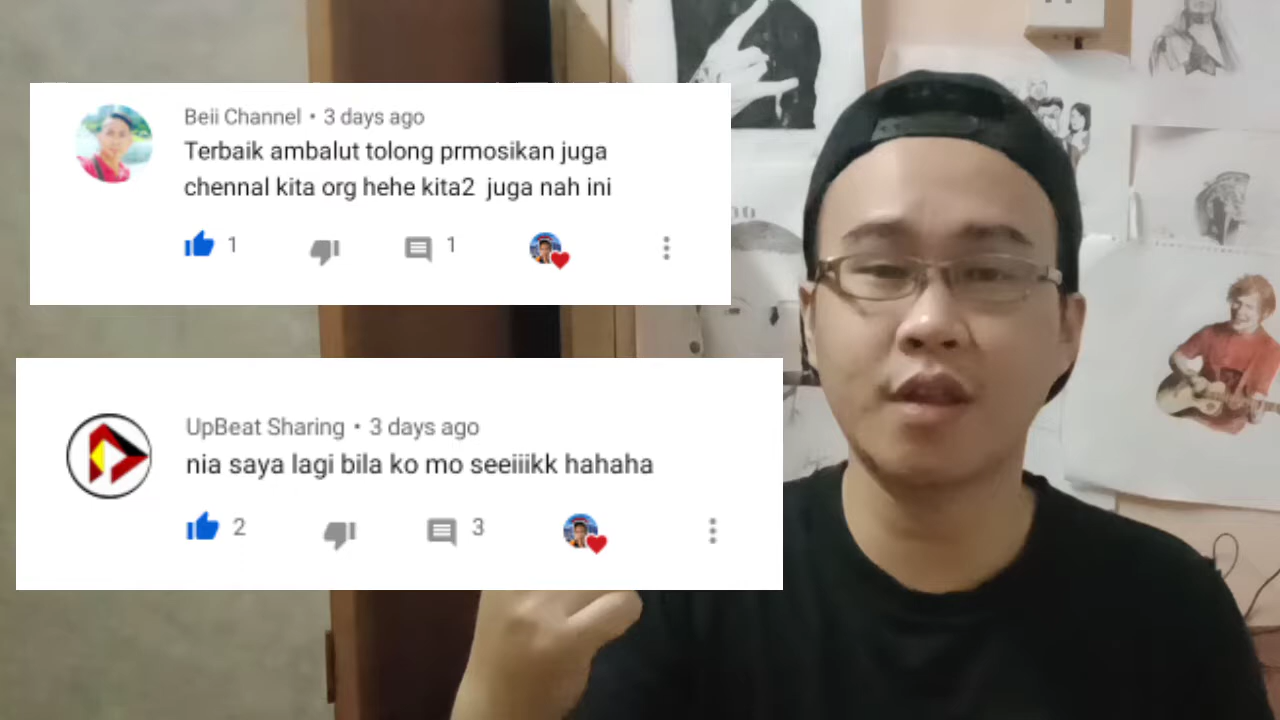 Beii Channel • 3 days ago
Terbaik ambalut tolong prmosikan juga
chennal kita org hehe kita2 juga nah ini
1
1
UpBeat Sharing • 3 days ago
nia saya lagi bila ko mo seeiiikk hahaha
2
3